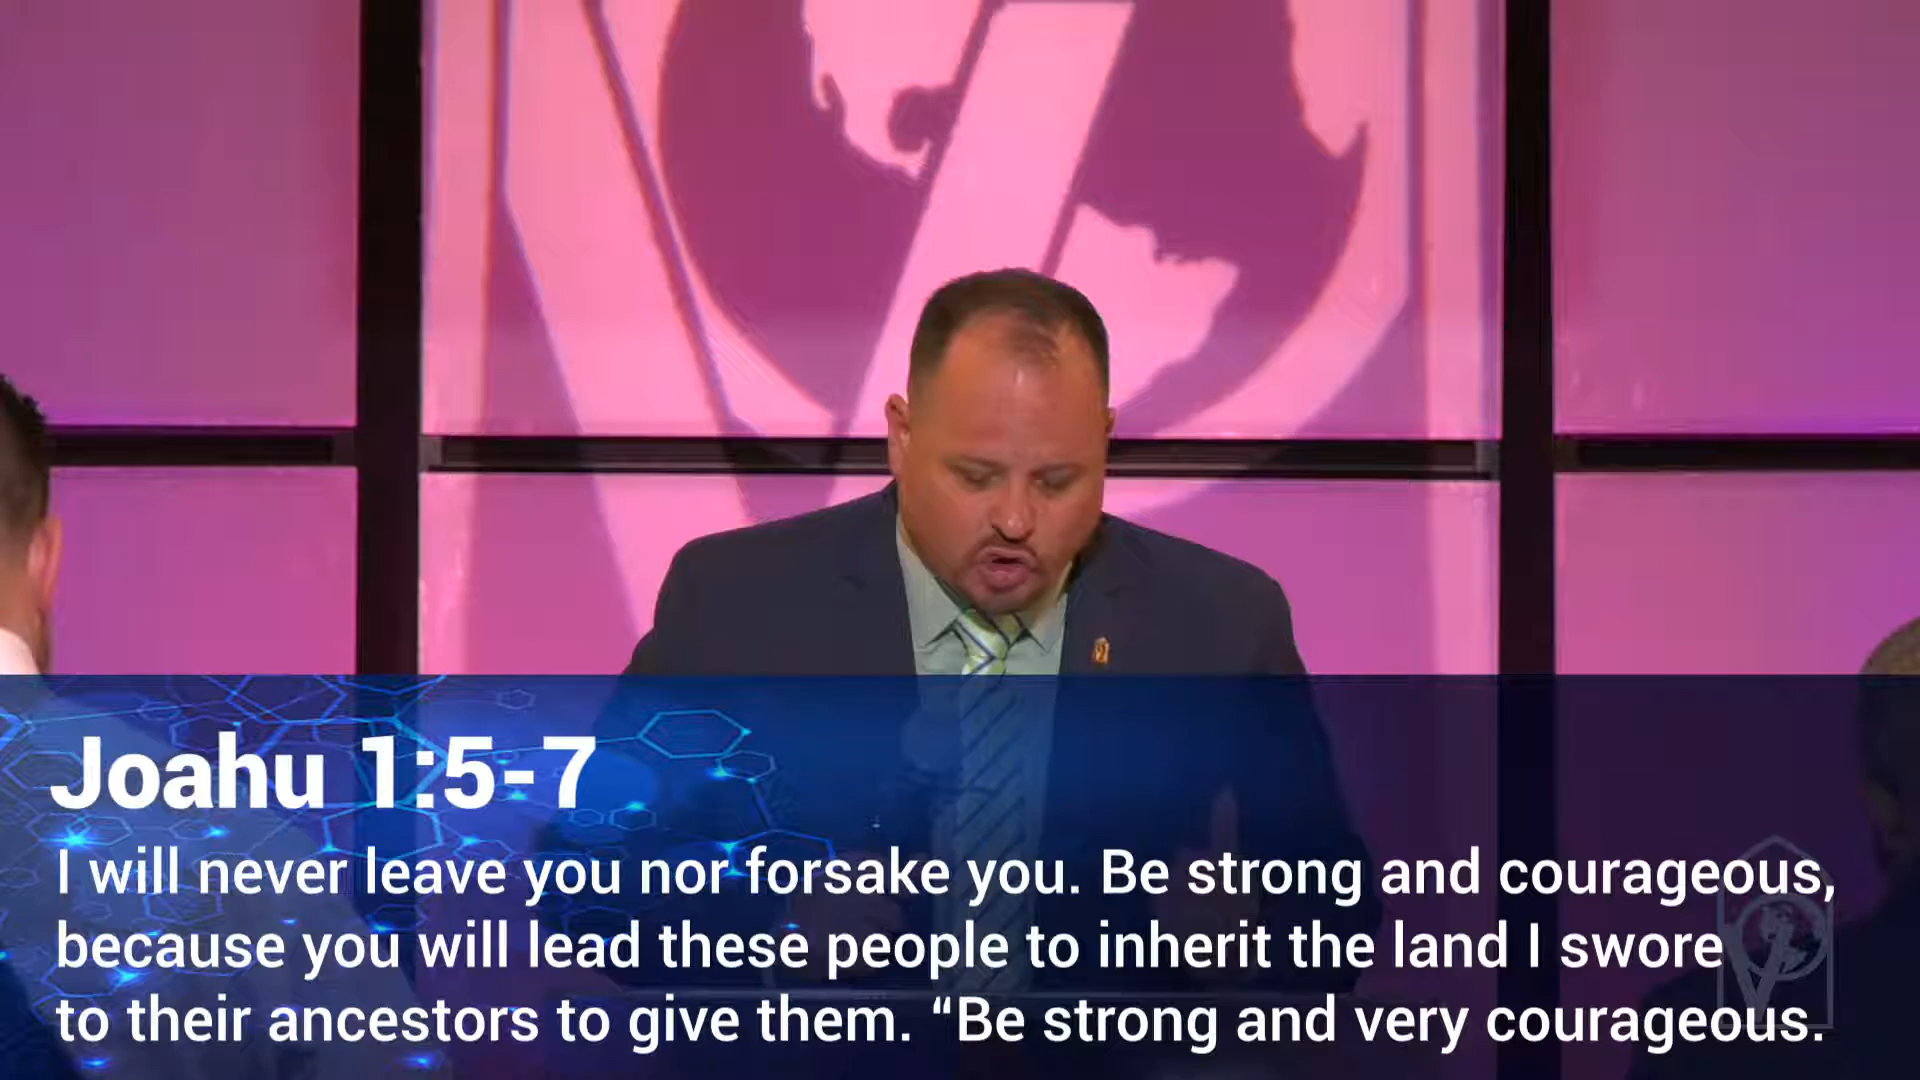 Joahu 1:5-7
I will never leave you nor forsake you. Be strong and courageous,
because you will lead these people to inherit the land I swore
to their ancestors to give them. “Be strong and very courageous.